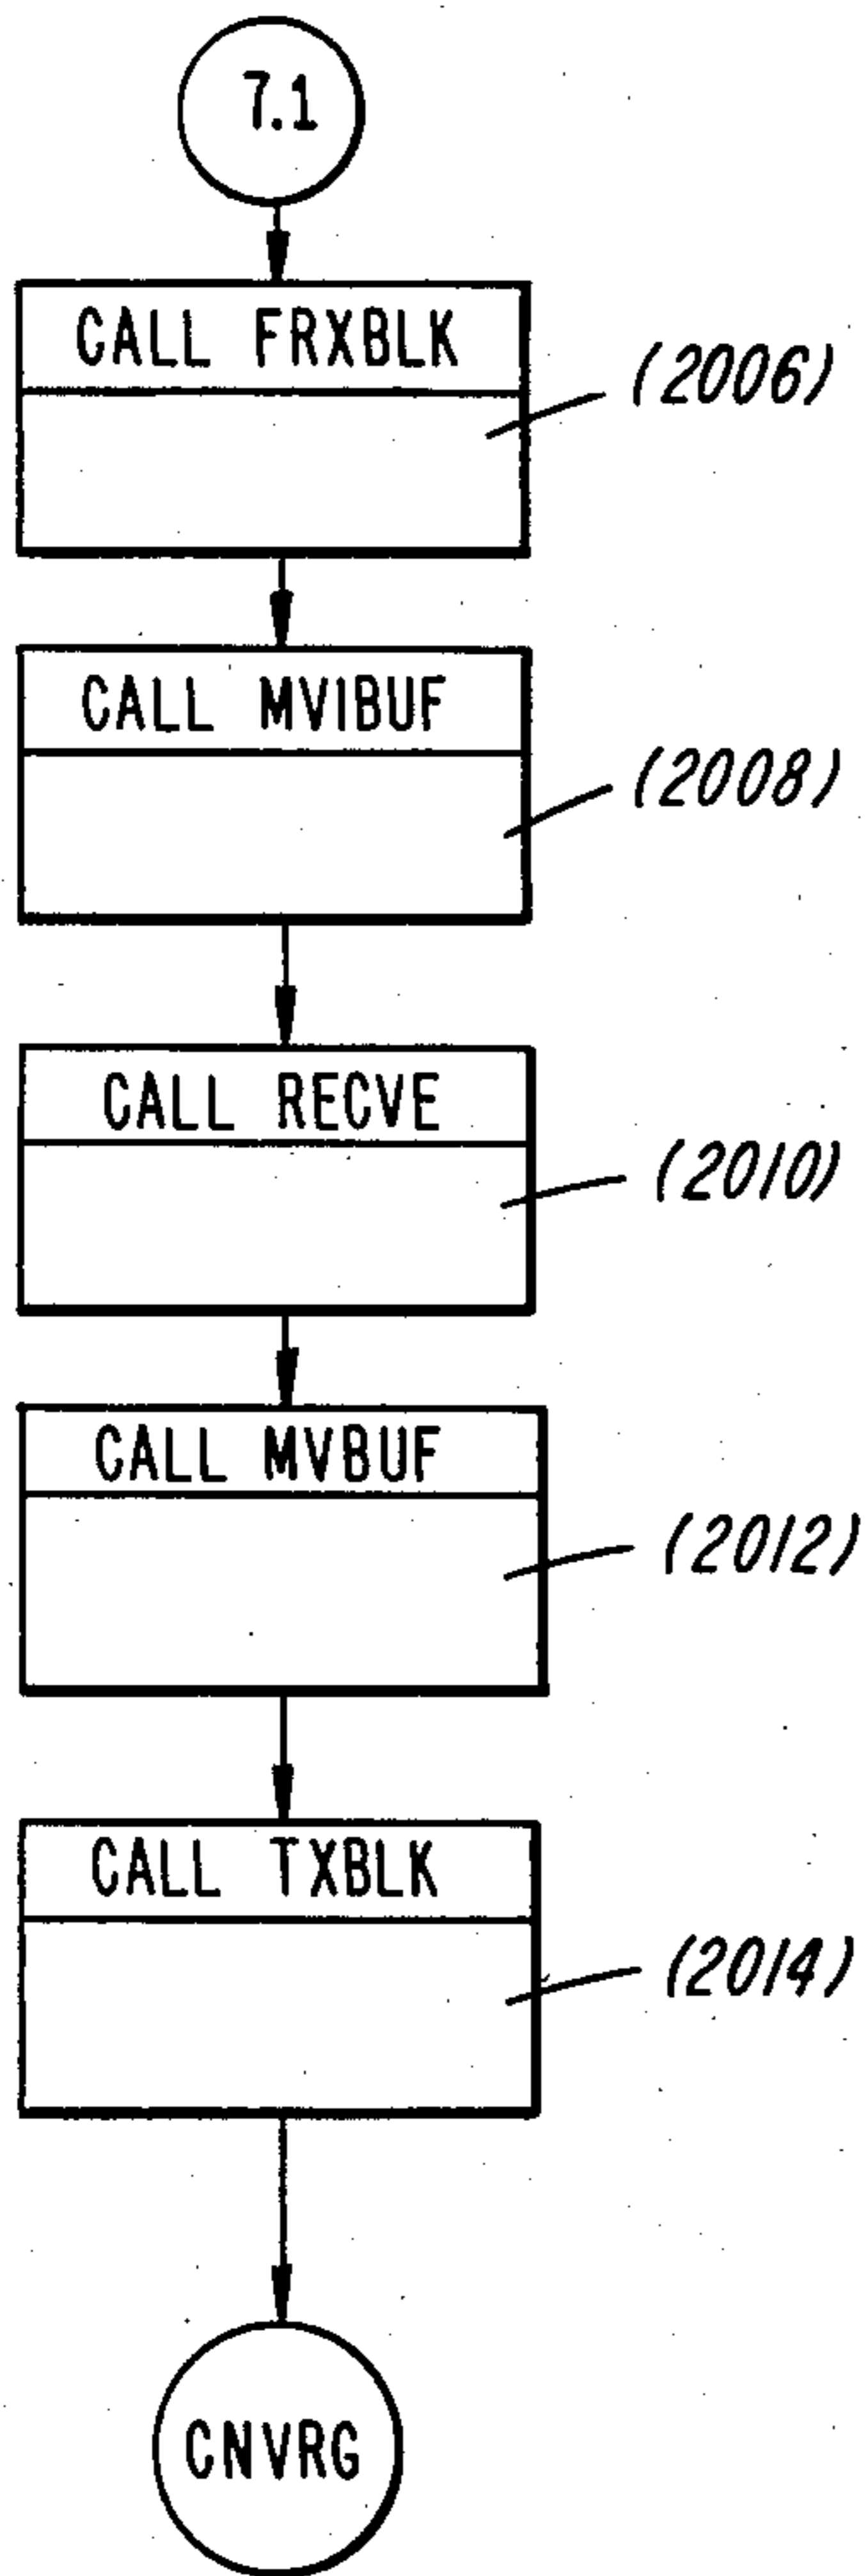 7.1
CALL FRXBLK
(2006)
CALL MVIBUF
(2008)
CALL RECVE
(2010)
CALL MVBUF
(2012)
CALL TXBLK
(2014)
CNVRG